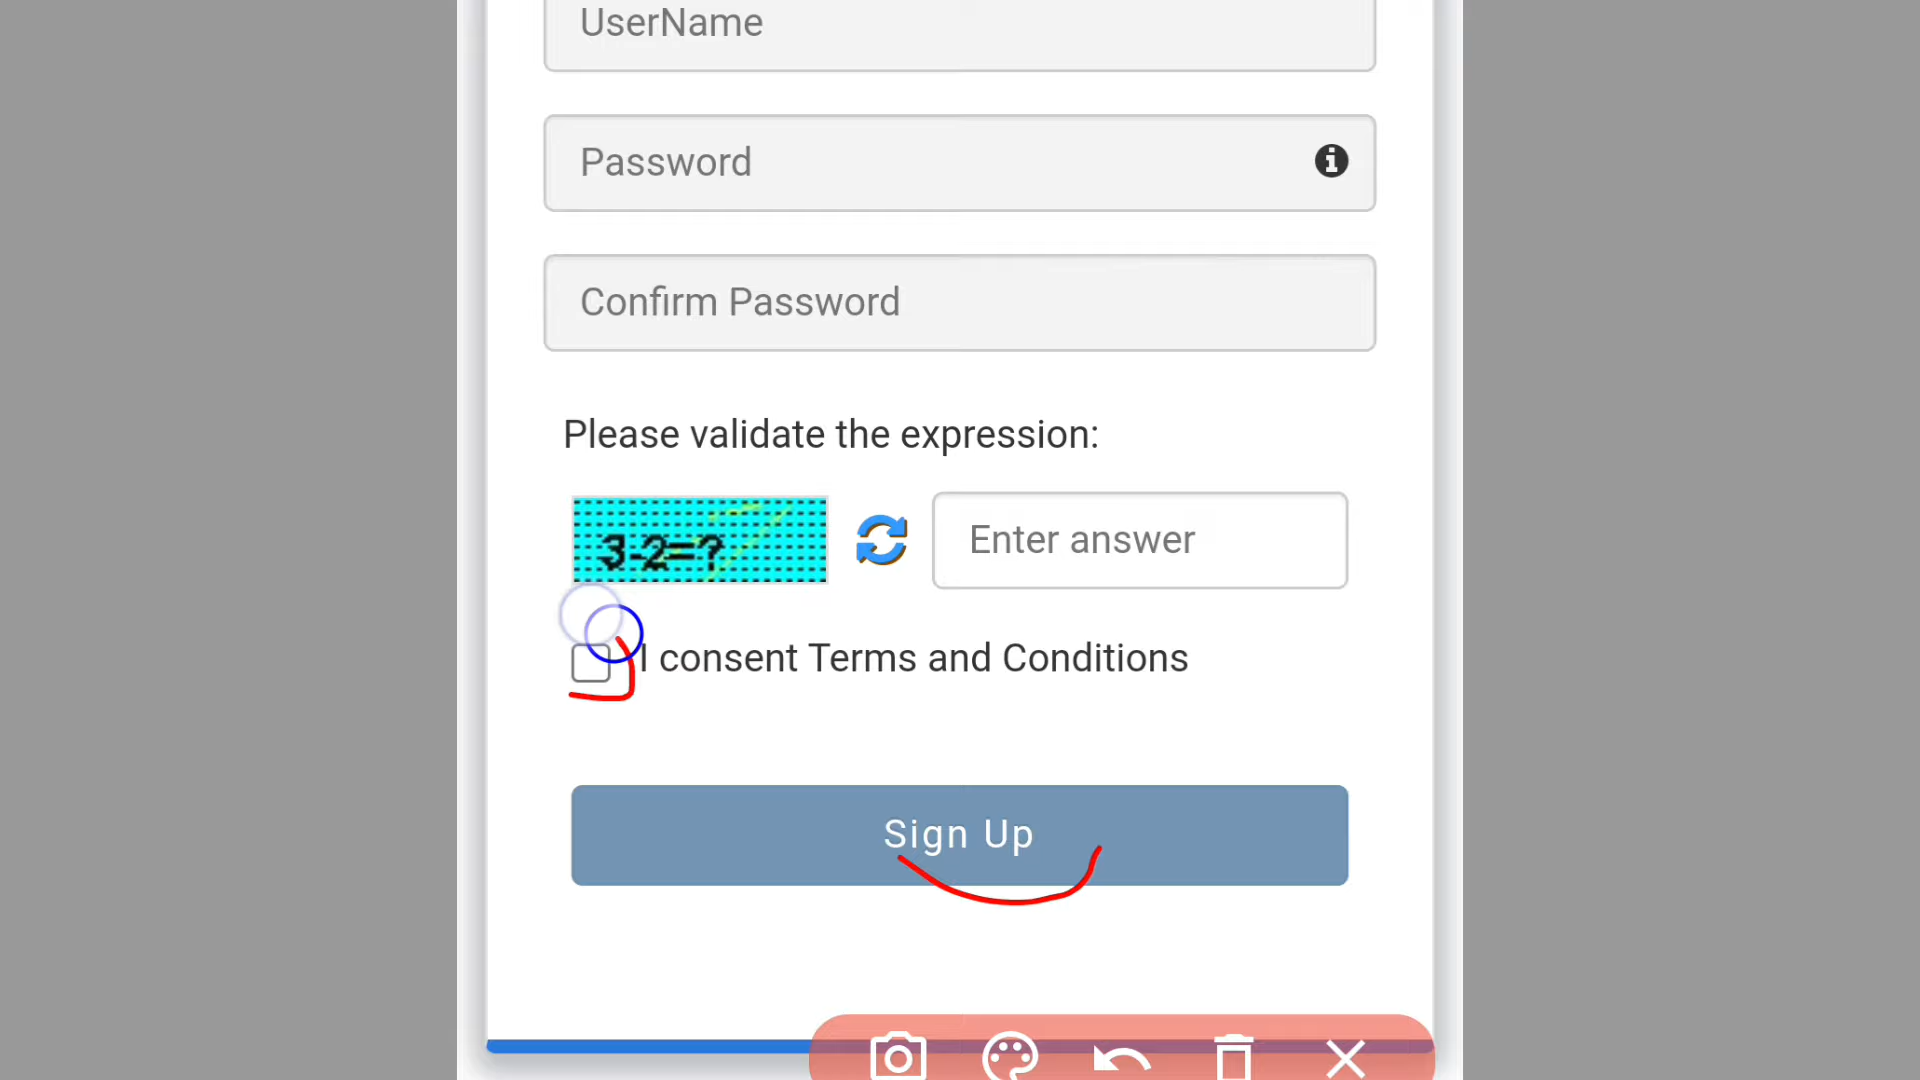 UserName
Password
Confirm Password
Please validate the expression:
3-2=?
Enter answer
I consent Terms and Conditions
Sign Up